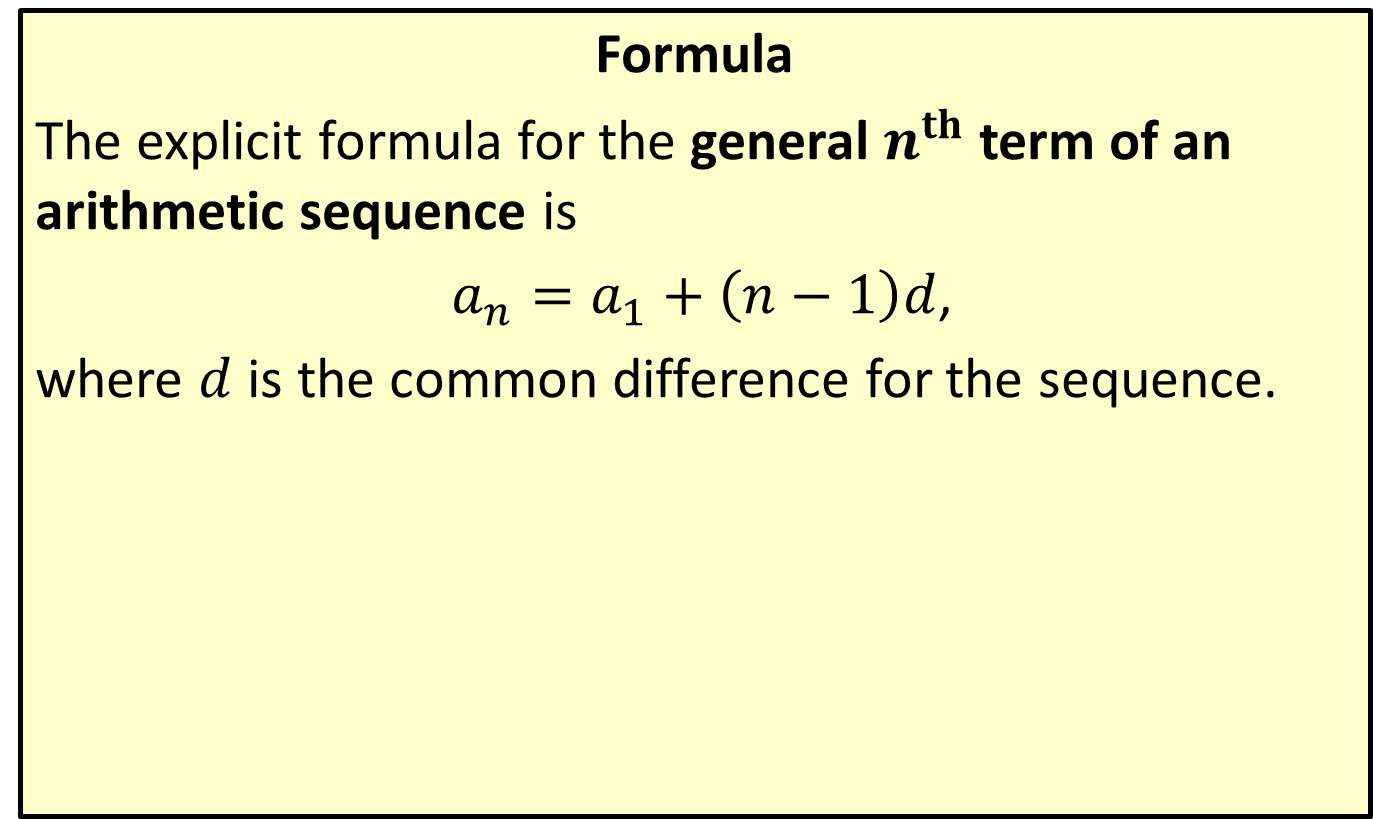 Formula
The explicit formula for the general nᵗʰ term of an
arithmetic sequence is
aₙ = a₁ + (n − 1)d,
where d is the common difference for the sequence.